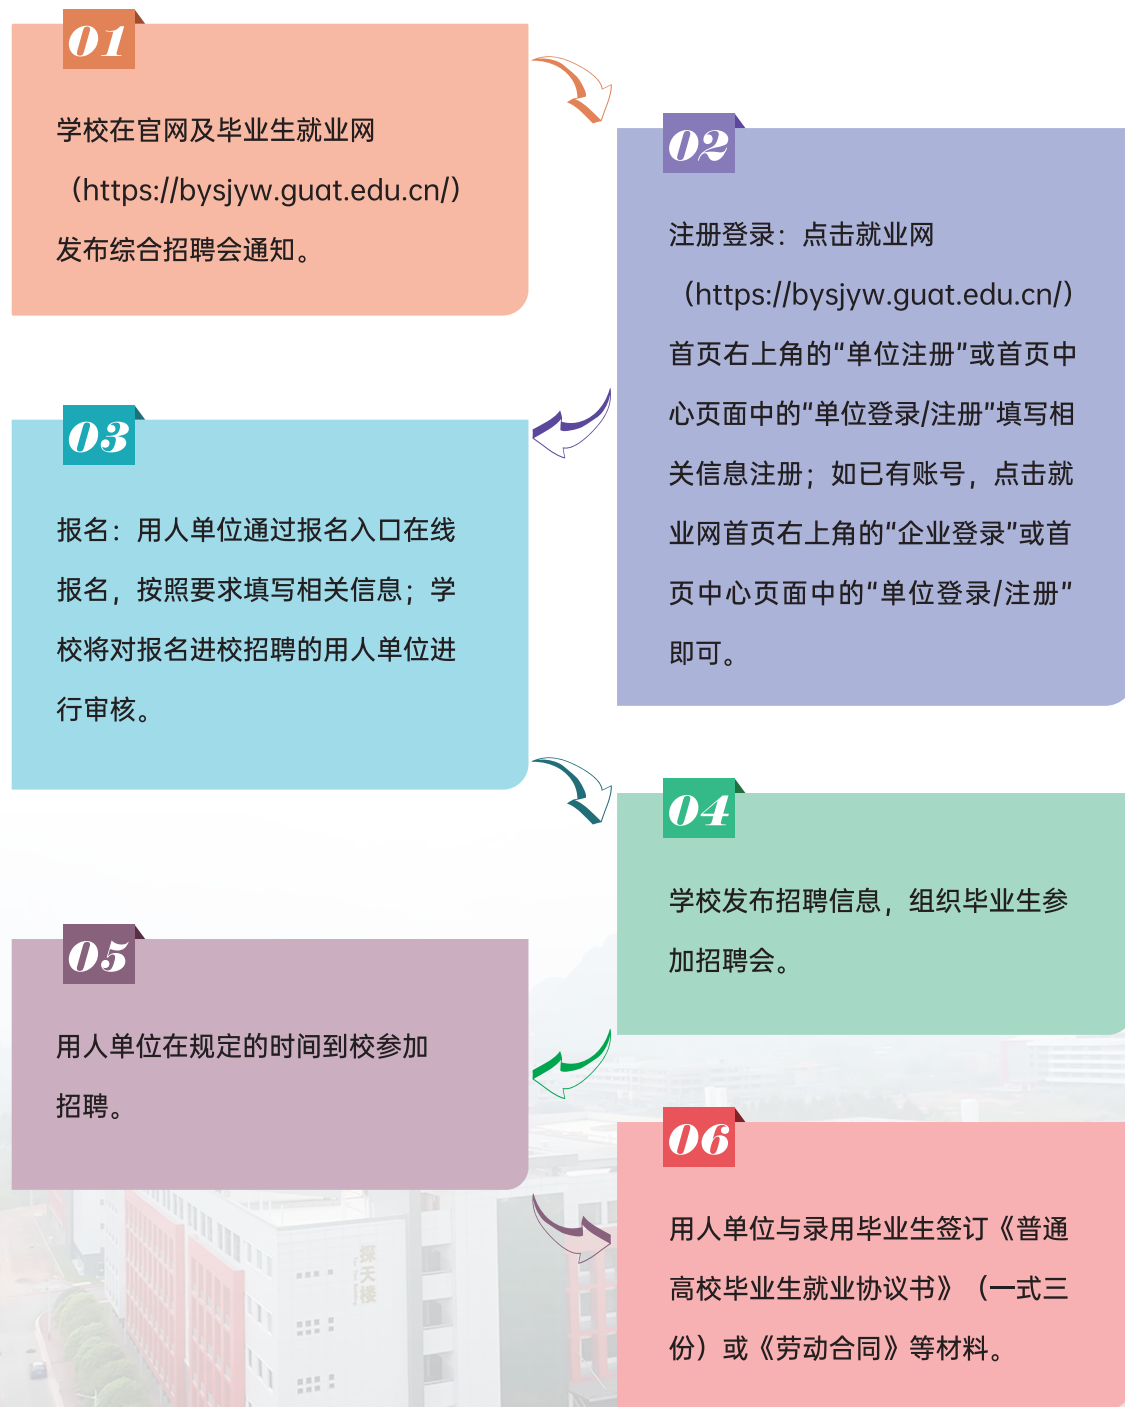 01
学校在官网及毕业生就业网
（https://bysjyw.guat.edu.cn/）
发布综合招聘会通知。
02
注册登录：点击就业网
（https://bysjyw.guat.edu.cn/）
首页右上角的“单位注册”或首页中
心页面中的“单位登录/注册”填写相
关信息注册；如已有账号，点击就
业网首页右上角的“企业登录”或首
页中心页面中的“单位登录/注册”
即可。
03
报名：用人单位通过报名入口在线
报名，按照要求填写相关信息；学
校将对报名进校招聘的用人单位进
行审核。
04
学校发布招聘信息，组织毕业生参
加招聘会。
05
用人单位在规定的时间到校参加
招聘。
06
用人单位与录用毕业生签订《普通
高校毕业生就业协议书》（一式三
份）或《劳动合同》等材料。
探天楼